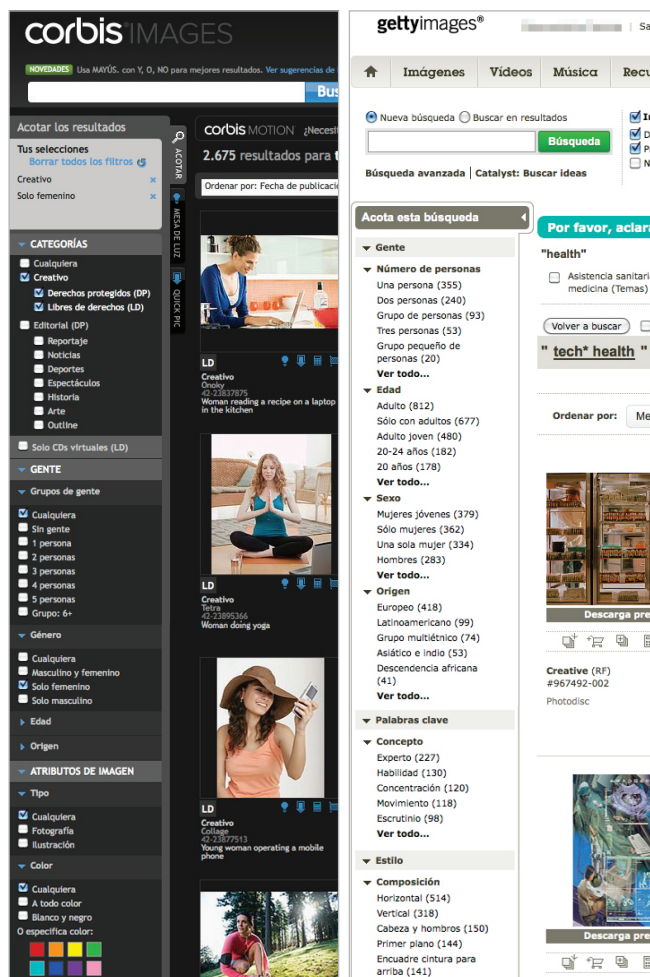 corbis IMAGES
NOVEDADES Usa MAYÚS. con Y, O, NO para mejores resultados. Ver sugerencias de
Bus
Acotar los resultados
Tus selecciones
Borrar todos los filtros
Creativo
Solo femenino
CATEGORÍAS
Cualquiera
Creativo
Derechos protegidos (DP)
Libres de derechos (LD)
Editorial (DP)
Reportaje
Noticias
Deportes
Espectáculos
Historia
Arte
Outline
Solo CDs virtuales (LD)
GENTE
Grupos de gente
Cualquiera
Sin gente
1 persona
2 personas
3 personas
4 personas
5 personas
Grupo: 6+
Género
Cualquiera
Masculino y femenino
Solo femenino
Solo masculino
Edad
Origen
ATRIBUTOS DE IMAGEN
Tipo
Cualquiera
Fotografía
Ilustración
Color
Cualquiera
A todo color
Blanco y negro
O especifica color:
ACOTAR
MESA DE LUZ
QUICK PIC
corbis MOTION ¿Necesit
2.675 resultados para t
Ordenar por: Fecha de publicació
LD
Creativo
Onoky
42-23837875
Woman reading a recipe on a laptop
in the kitchen
LD
Creativo
Tetra
42-23895366
Woman doing yoga
LD
Creativo
Collage
42-23877513
Young woman operating a mobile
phone
gettyimages®
Sa
Imágenes Vídeos Música Recu
Nueva búsqueda Buscar en resultados
Búsqueda
Búsqueda avanzada | Catalyst: Buscar ideas
I
D
P
N
Acota esta búsqueda
Gente
Número de personas
Una persona (355)
Dos personas (240)
Grupo de personas (93)
Tres personas (53)
Grupo pequeño de
personas (20)
Ver todo...
Edad
Adulto (812)
Sólo con adultos (677)
Adulto joven (480)
20-24 años (182)
20 años (178)
Ver todo...
Sexo
Mujeres jóvenes (379)
Sólo mujeres (362)
Una sola mujer (334)
Hombres (283)
Ver todo...
Origen
Europeo (418)
Latinoamericano (99)
Grupo multiétnico (74)
Asiático e indio (53)
Descendencia africana
(41)
Ver todo...
Palabras clave
Concepto
Experto (227)
Habilidad (130)
Concentración (120)
Movimiento (118)
Escrutinio (98)
Ver todo...
Estilo
Composición
Horizontal (514)
Vertical (318)
Cabeza y hombros (150)
Primer plano (144)
Encuadre cintura para
arriba (141)
Por favor, aclara
"health"
Asistencia sanitari
medicina (Temas)
Volver a buscar
" tech* health "
Ordenar por: Me
Descarga pre
Creative (RF)
#967492-002
Photodisc
Descarga pre